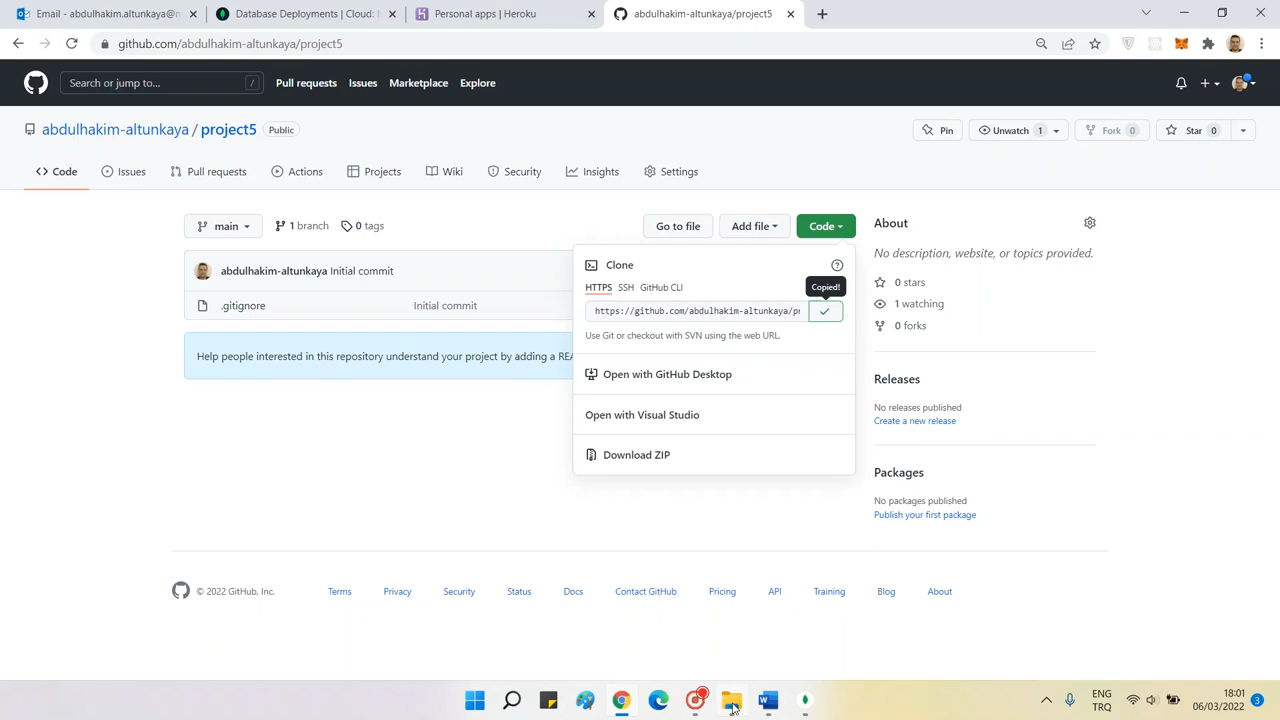 Email - abdulhakim.altunkaya@n
Database Deployments | Cloud:
Personal apps | Heroku
abdulhakim-altunkaya/project5
github.com/abdulhakim-altunkaya/project5
Search or jump to...
/
Pull requests
Issues
Marketplace
Explore
abdulhakim-altunkaya / project5
Public
Pin
Unwatch 1
Fork 0
Star 0
Code
Issues
Pull requests
Actions
Projects
Wiki
Security
Insights
Settings
main
1 branch
0 tags
Go to file
Add file
Code
About
No description, website, or topics provided.
abdulhakim-altunkaya Initial commit
.gitignore
Initial commit
Help people interested in this repository understand your project by adding a REA
Clone
HTTPS
SSH
GitHub CLI
Copied!
https://github.com/abdulhakim-altunkaya/pr
Use Git or checkout with SVN using the web URL.
Open with GitHub Desktop
Open with Visual Studio
Download ZIP
0 stars
1 watching
0 forks
Releases
No releases published
Create a new release
Packages
No packages published
Publish your first package
© 2022 GitHub, Inc.
Terms
Privacy
Security
Status
Docs
Contact GitHub
Pricing
API
Training
Blog
About
ENG
TRQ
18:01
06/03/2022
3